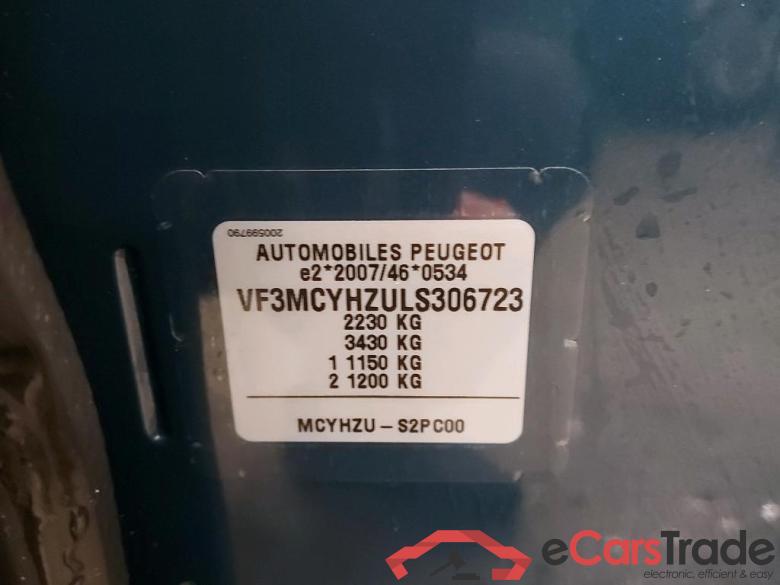 200599790
AUTOMOBILES PEUGEOT
e2*2007/46*0534
VF3MCYHZULS306723
2230 KG
3430 KG
1 1150 KG
2 1200 KG
MCYHZU – S2PC00
eCarsTrade
electronic, efficient & easy